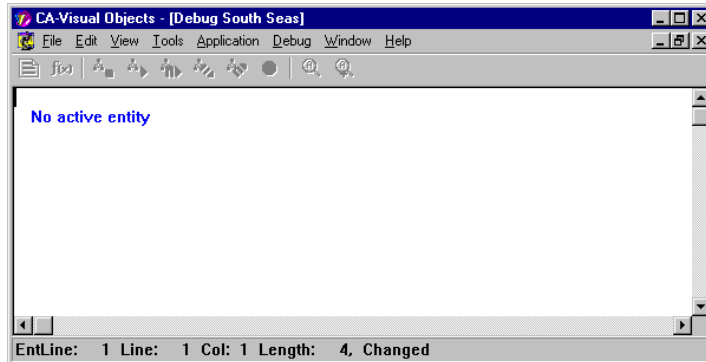 CA-Visual Objects - [Debug South Seas]
File Edit View Tools Application Debug Window Help
f(x)
No active entity
EntLine: 1 Line: 1 Col: 1 Length: 4, Changed